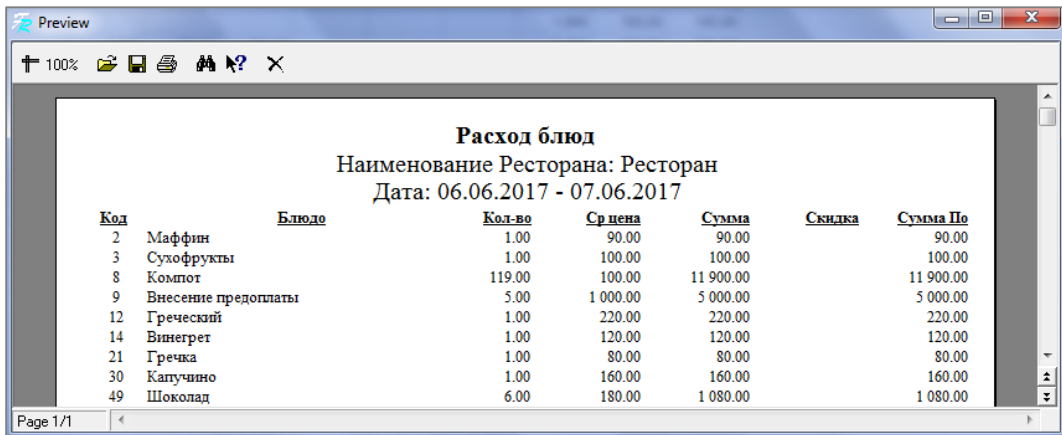 Preview
100%
Расход блюд
Наименование Ресторана: Ресторан
Дата: 06.06.2017 - 07.06.2017
Код Блюдо Кол-во Ср цена Сумма Скидка Сумма По
2 Маффин 1.00 90.00 90.00 90.00
3 Сухофрукты 1.00 100.00 100.00 100.00
8 Компот 119.00 100.00 11 900.00 11 900.00
9 Внесение предоплаты 5.00 1 000.00 5 000.00 5 000.00
12 Греческий 1.00 220.00 220.00 220.00
14 Винегрет 1.00 120.00 120.00 120.00
21 Гречка 1.00 80.00 80.00 80.00
30 Капучино 1.00 160.00 160.00 160.00
49 Шоколад 6.00 180.00 1 080.00 1 080.00
Page 1/1